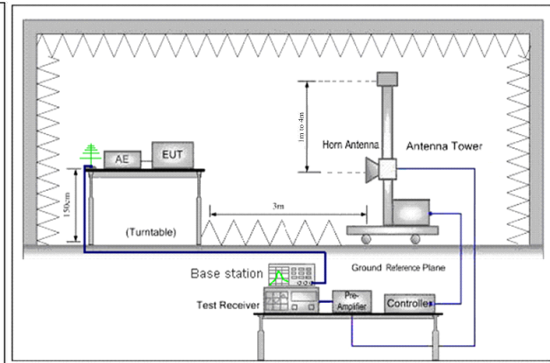 1m to 4m
Horn Antenna
Antenna Tower
AE
EUT
150cm
(Turntable)
3m
Ground Reference Plane
Base station
Test Receiver
Pre-
Amplifier
Controller